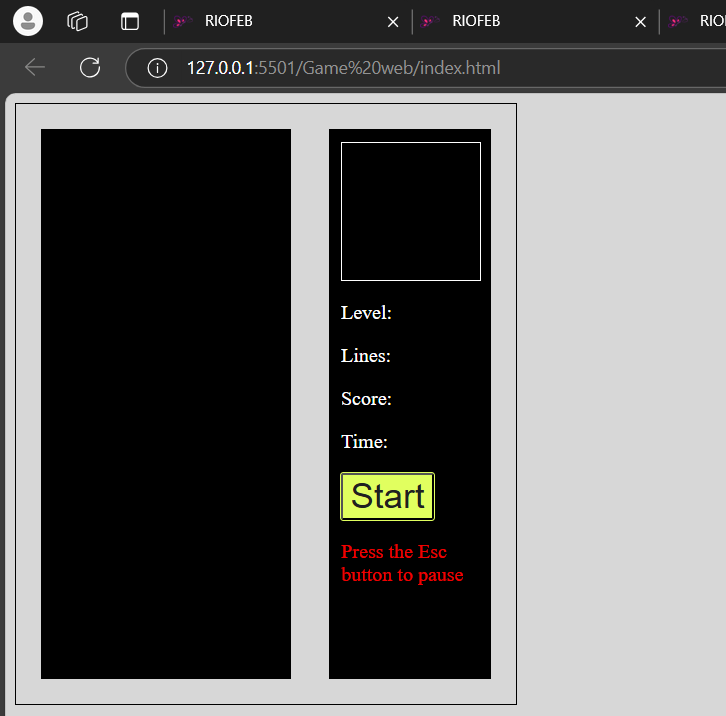 RIOFEB
RIOFEB
RIO
127.0.0.1:5501/Game%20web/index.html
Level:
Lines:
Score:
Time:
Start
Press the Esc
button to pause